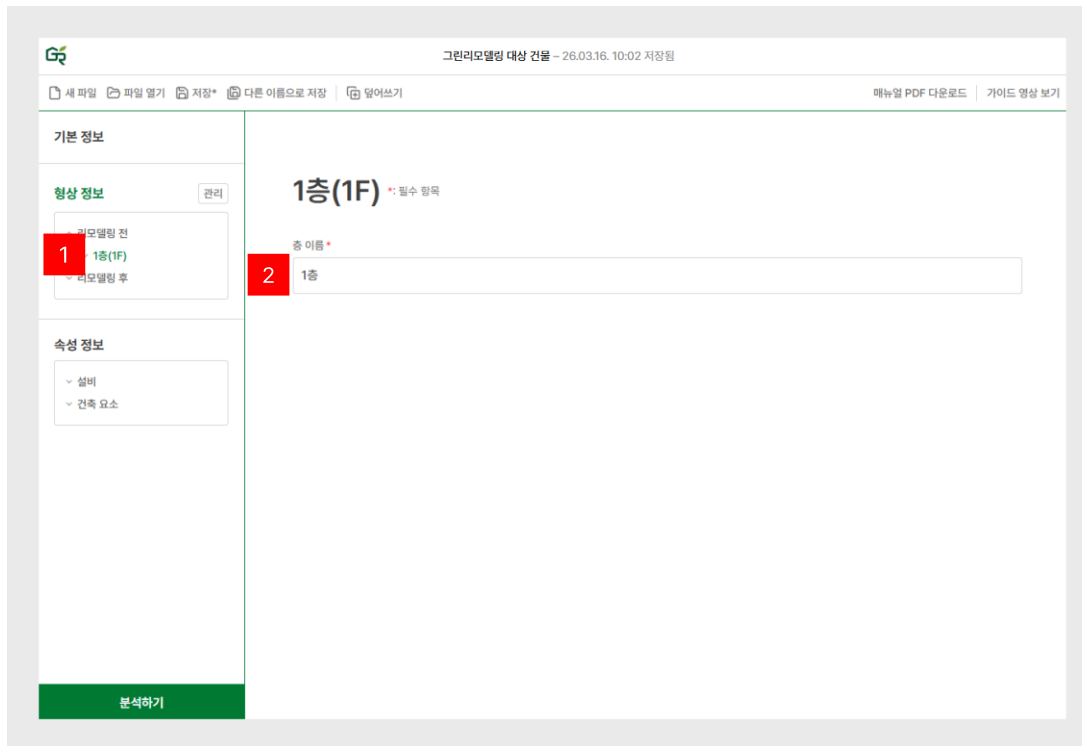 GR
그린리모델링 대상 건물 – 26.03.16. 10:02 저장됨
새 파일 파일 열기 저장* 다른 이름으로 저장 덮어쓰기 매뉴얼 PDF 다운로드 가이드 영상 보기
기본 정보
형상 정보 관리
리모델링 전
1 1층(1F)
리모델링 후
속성 정보
설비
건축 요소
분석하기
1층(1F) *: 필수 항목
층 이름 *
2 1층